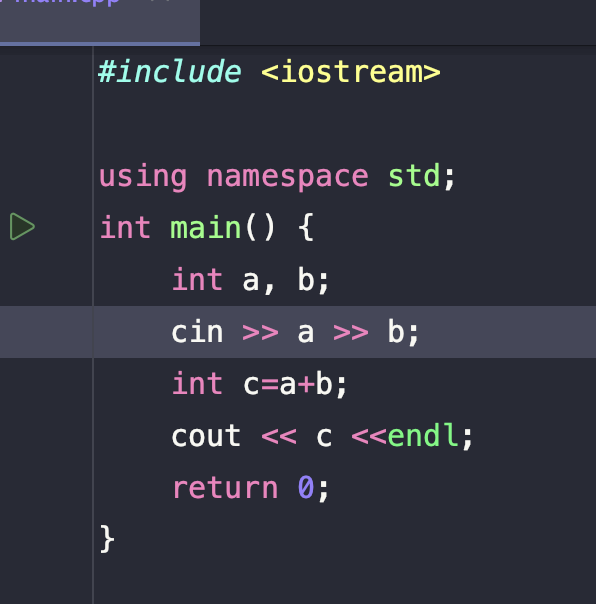 #include <iostream>
using namespace std;
int main() {
    int a, b;
    cin >> a >> b;
    int c=a+b;
    cout << c <<endl;
    return 0;
}